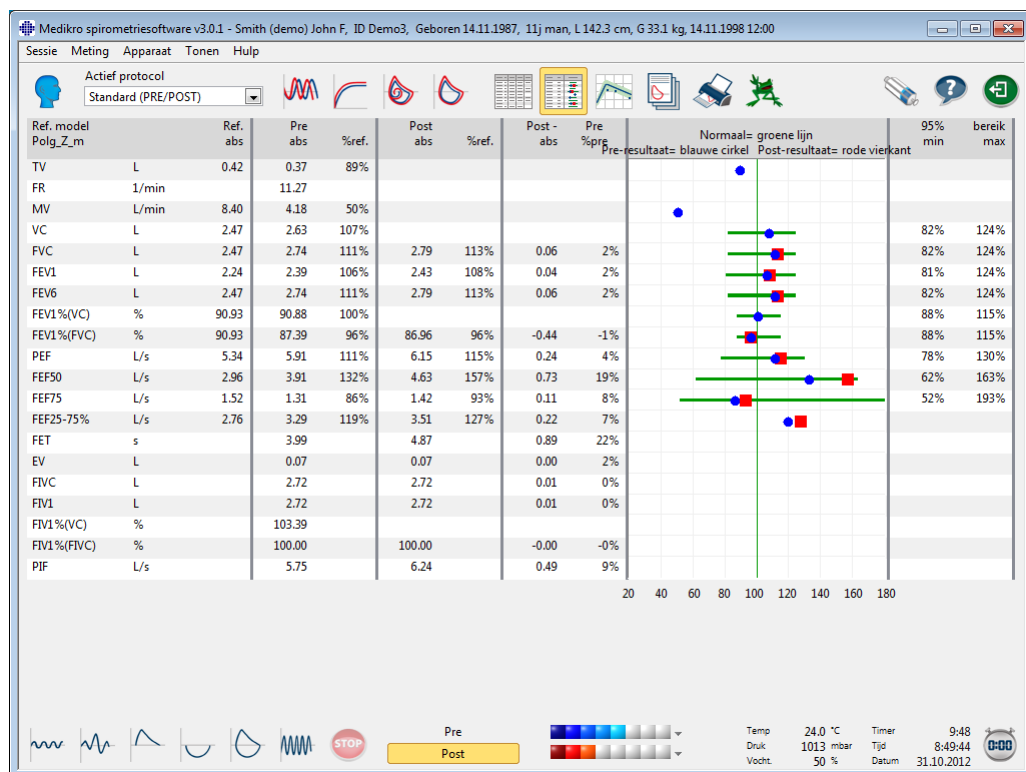 Medikro spirometriesoftware v3.0.1 - Smith (demo) John F, ID Demo3, Geboren 14.11.1987, 11j man, L 142.3 cm, G 33.1 kg, 14.11.1998 12:00
Sessie Meting Apparaat Tonen Hulp
Actief protocol
Standard (PRE/POST)
Ref. model Ref. Pre Post Post - Pre Normaal= groene lijn 95% bereik
Polg_Z_m abs abs %ref. abs %ref. abs %pre Pre-resultaat= blauwe cirkel Post-resultaat= rode vierkant min max
TV L 0.42 0.37 89%
FR 1/min 11.27
MV L/min 8.40 4.18 50%
VC L 2.47 2.63 107% 82% 124%
FVC L 2.47 2.74 111% 2.79 113% 0.06 2% 82% 124%
FEV1 L 2.24 2.39 106% 2.43 108% 0.04 2% 81% 124%
FEV6 L 2.47 2.74 111% 2.79 113% 0.06 2% 82% 124%
FEV1%(VC) % 90.93 90.88 100% 88% 115%
FEV1%(FVC) % 90.93 87.39 96% 86.96 96% -0.44 -1% 88% 115%
PEF L/s 5.34 5.91 111% 6.15 115% 0.24 4% 78% 130%
FEF50 L/s 2.96 3.91 132% 4.63 157% 0.73 19% 62% 163%
FEF75 L/s 1.52 1.31 86% 1.42 93% 0.11 8% 52% 193%
FEF25-75% L/s 2.76 3.29 119% 3.51 127% 0.22 7%
FET s 3.99 4.87 0.89 22%
EV L 0.07 0.07 0.00 2%
FIVC L 2.72 2.72 0.01 0%
FIV1 L 2.72 2.72 0.01 0%
FIV1%(VC) % 103.39
FIV1%(FIVC) % 100.00 100.00 -0.00 -0%
PIF L/s 5.75 6.24 0.49 9%
20 40 60 80 100 120 140 160 180
STOP
Pre
Post
Temp 24.0 °C Timer 9:48
Druk 1013 mbar Tijd 8:49:44
Vocht. 50 % Datum 31.10.2012
0:00